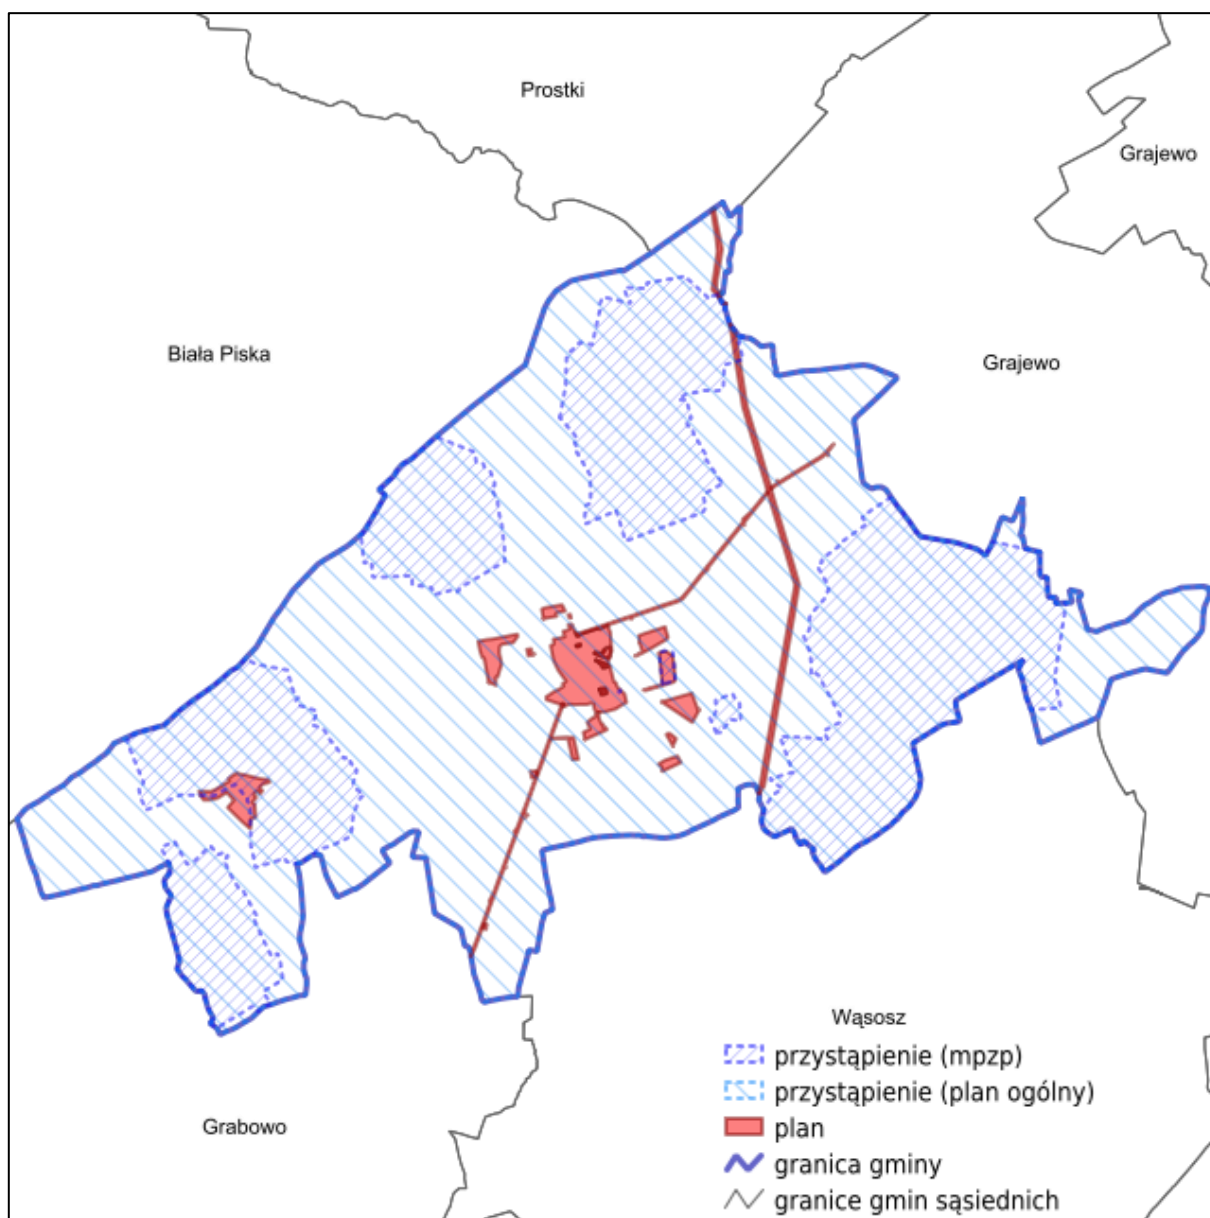 Prostki
Grajewo
Biała Piska
Grajewo
Wąsosz
przystąpienie (mpzp)
przystąpienie (plan ogólny)
plan
granica gminy
granice gmin sąsiednich
Grabowo